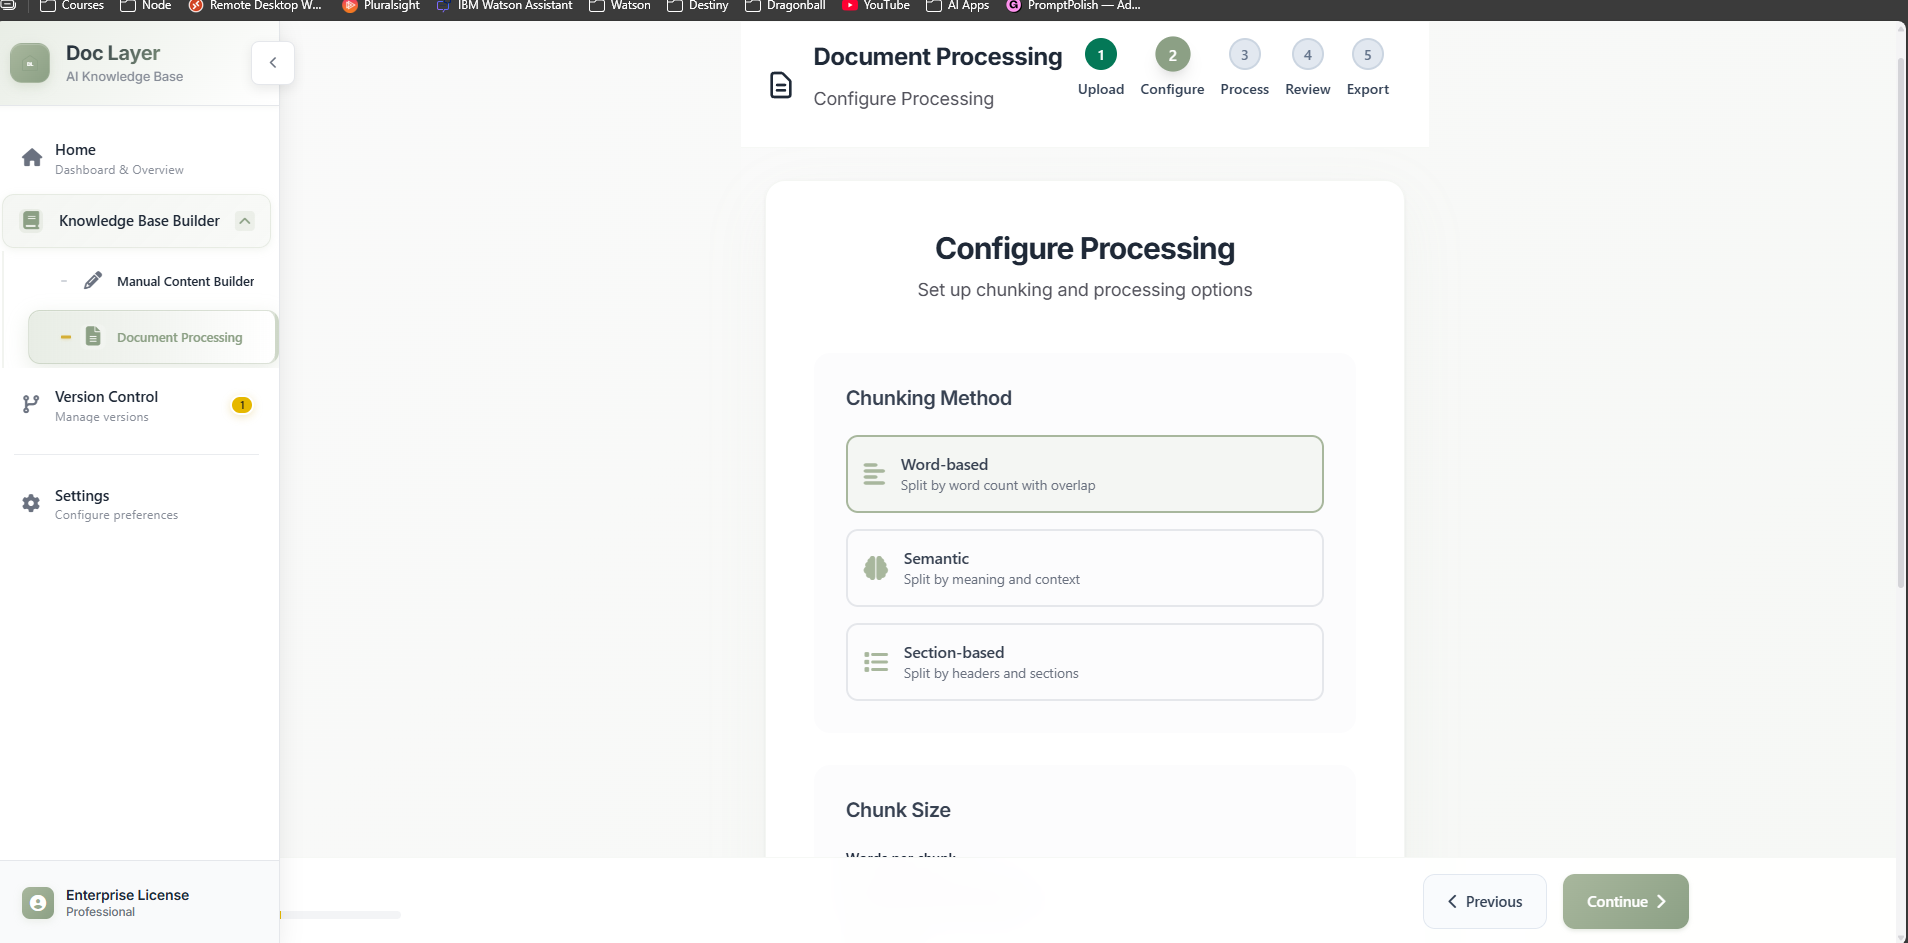 Courses
Node
Remote Desktop W...
Pluralsight
IBM Watson Assistant
Watson
Destiny
Dragonball
YouTube
AI Apps
PromptPolish — Ad...
Doc Layer
AI Knowledge Base
Home
Dashboard & Overview
Knowledge Base Builder
Manual Content Builder
Document Processing
Version Control
Manage versions
1
Settings
Configure preferences
Enterprise License
Professional
Document Processing
Configure Processing
1 2 3 4 5
Upload Configure Process Review Export
Configure Processing
Set up chunking and processing options
Chunking Method
Word-based
Split by word count with overlap
Semantic
Split by meaning and context
Section-based
Split by headers and sections
Chunk Size
Words per chunk
Previous
Continue